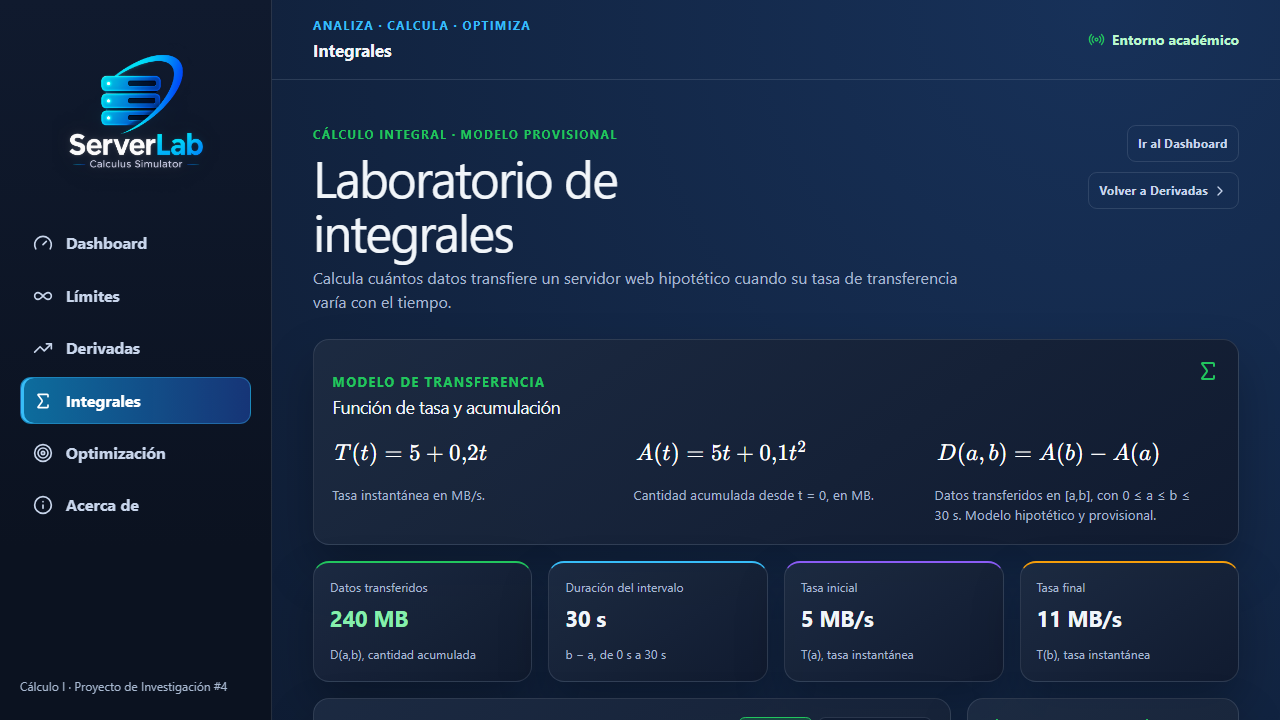 ServerLab
Calculus Simulator
Dashboard
Límites
Derivadas
Integrales
Optimización
Acerca de
Cálculo I · Proyecto de Investigación #4
ANALIZA · CALCULA · OPTIMIZA
Integrales
Entorno académico
CÁLCULO INTEGRAL · MODELO PROVISIONAL
Laboratorio de
integrales
Calcula cuántos datos transfiere un servidor web hipotético cuando su tasa de transferencia
varía con el tiempo.
Ir al Dashboard
Volver a Derivadas
MODELO DE TRANSFERENCIA
Función de tasa y acumulación
T(t) = 5 + 0,2t
Tasa instantánea en MB/s.
A(t) = 5t + 0,1t²
Cantidad acumulada desde t = 0, en MB.
D(a, b) = A(b) − A(a)
Datos transferidos en [a,b], con 0 ≤ a ≤ b ≤
30 s. Modelo hipotético y provisional.
Datos transferidos
240 MB
D(a,b), cantidad acumulada
Duración del intervalo
30 s
b − a, de 0 s a 30 s
Tasa inicial
5 MB/s
T(a), tasa instantánea
Tasa final
11 MB/s
T(b), tasa instantánea